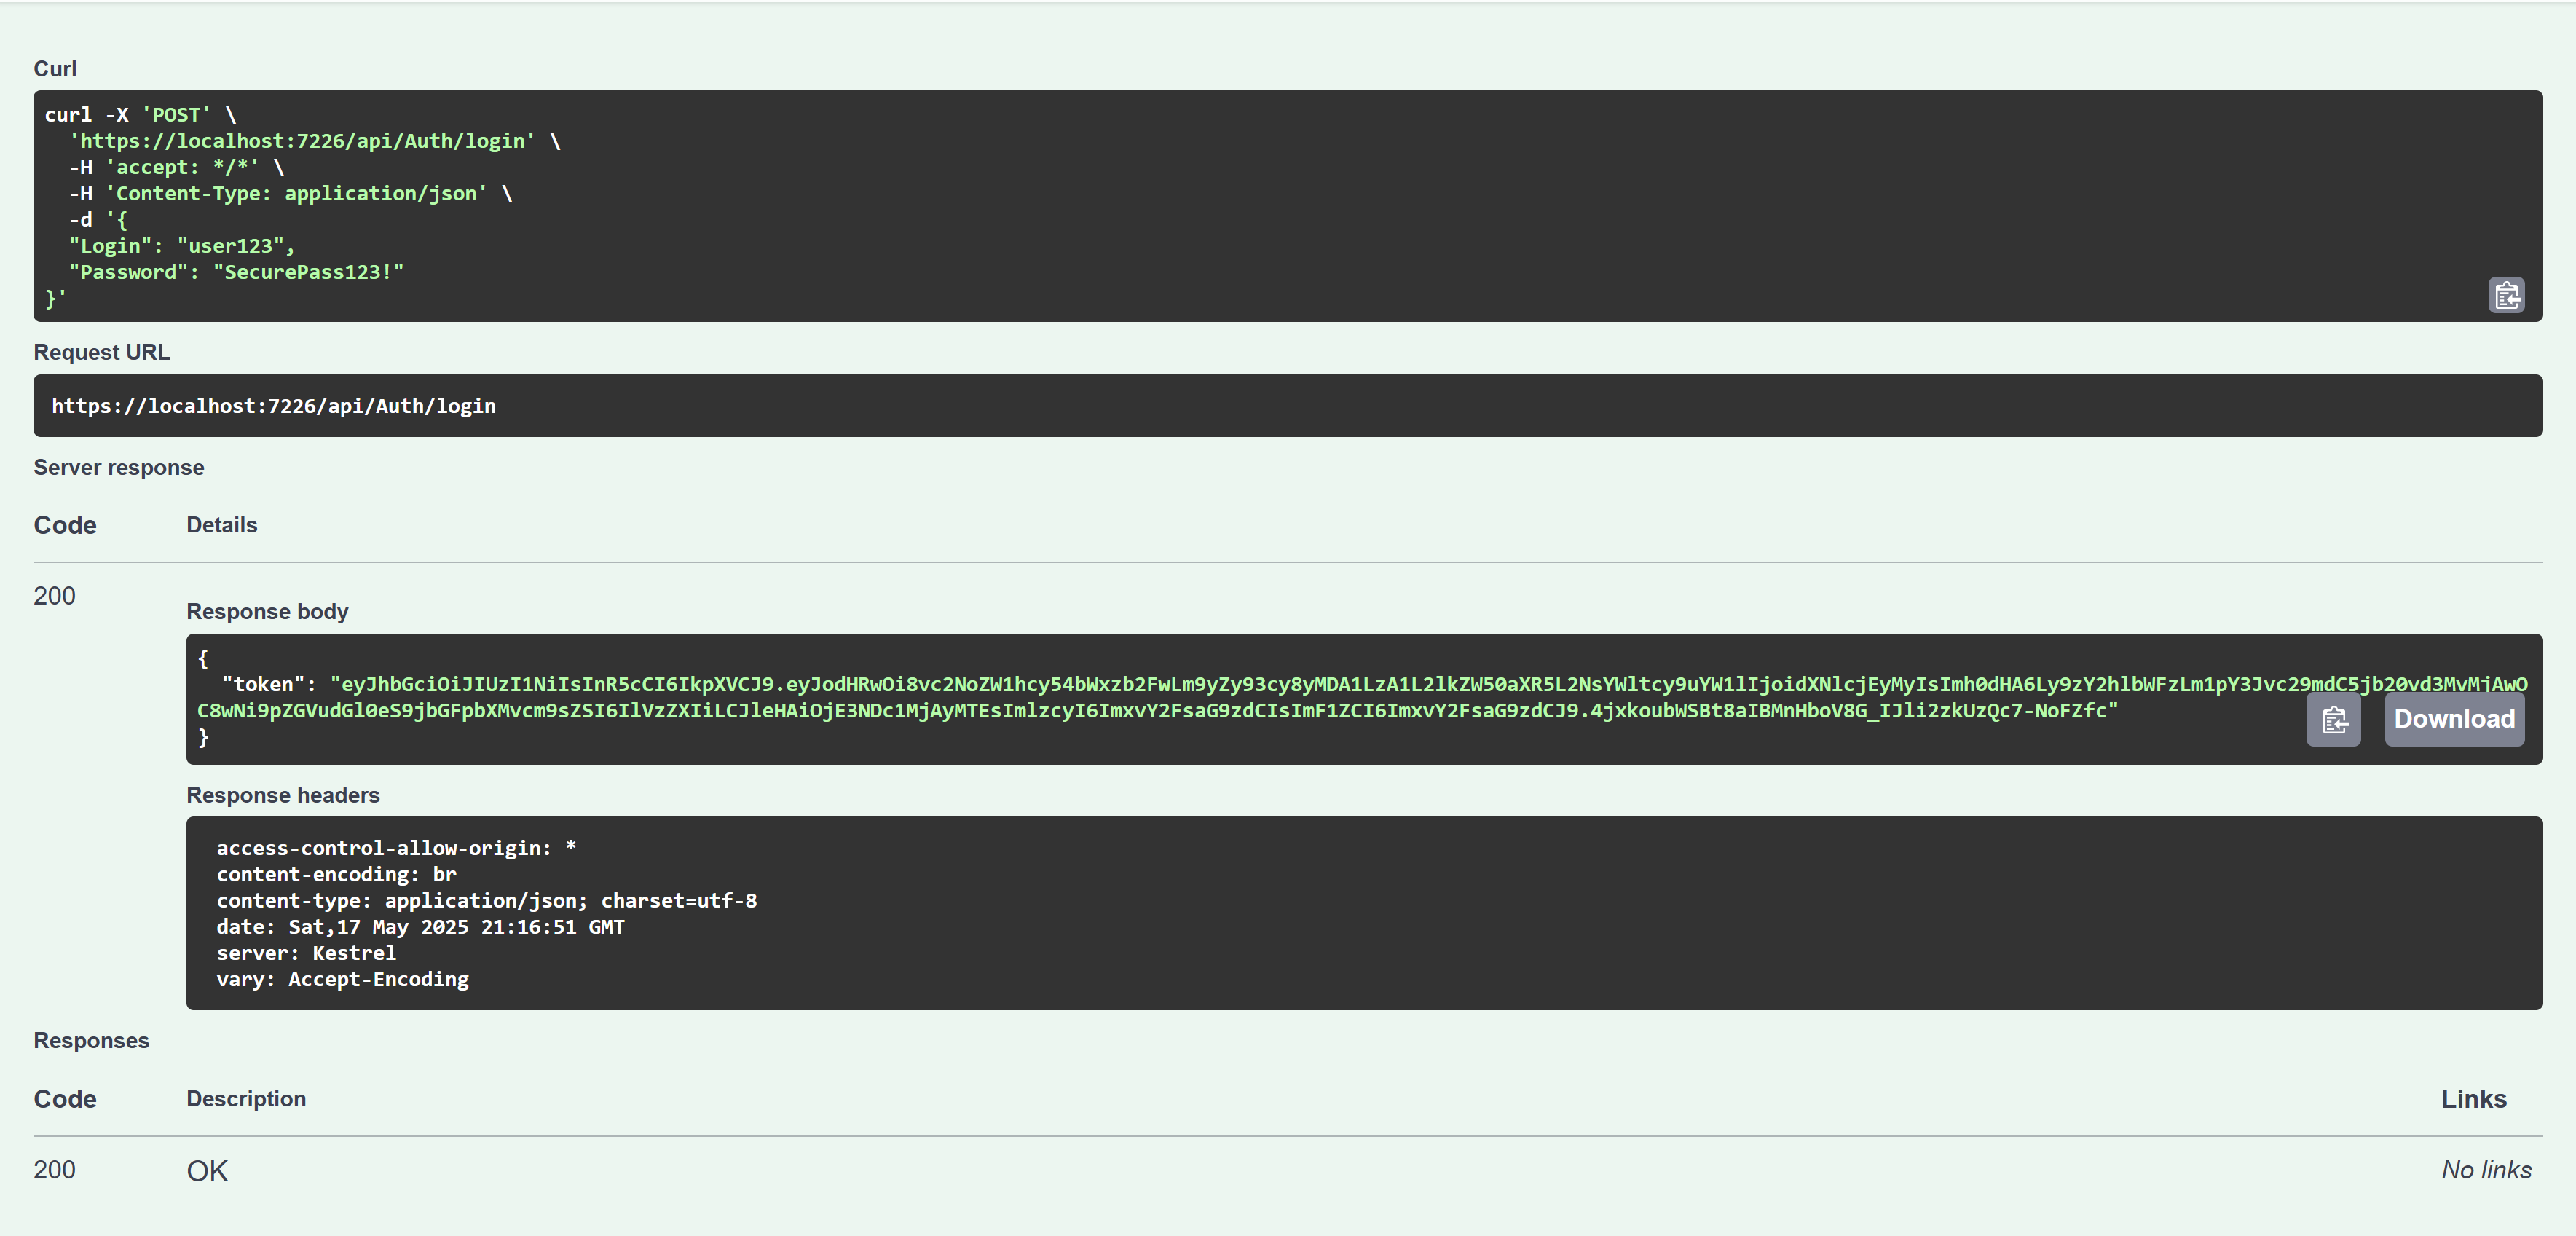 Curl
curl -X 'POST' \
  'https://localhost:7226/api/Auth/login' \
  -H 'accept: */*' \
  -H 'Content-Type: application/json' \
  -d '{
  "Login": "user123",
  "Password": "SecurePass123!"
}'
Request URL
https://localhost:7226/api/Auth/login
Server response
Code Details
200
Response body
{
  "token": "eyJhbGciOiJIUzI1NiIsInR5cCI6IkpXVCJ9.eyJodHRwOi8vc2NoZW1hcy54bWxzb2FwLm9yZy93cy8yMDA1LzA1L2lkZW50aXR5L2NsYWltcy9uYW1lIjoidXNlcjEyMyIsImh0dHA6Ly9zY2hlbWFzLm1pY3Jvc29mdC5jb20vd3MvMjAwO
C8wNi9pZGVudGl0eS9jbGFpbXMvcm9sZSI6IlVzZXIiLCJleHAiOjE3NDc1MjAyMTEsImlzcyI6ImxvY2FsaG9zdCIsImF1ZCI6ImxvY2FsaG9zdCJ9.4jxkoubWSBt8aIBMnHboV8G_IJli2zkUzQc7-NoFZfc"
}
Download
Response headers
access-control-allow-origin: *
content-encoding: br
content-type: application/json; charset=utf-8
date: Sat,17 May 2025 21:16:51 GMT
server: Kestrel
vary: Accept-Encoding
Responses
Code Description Links
200 OK No links